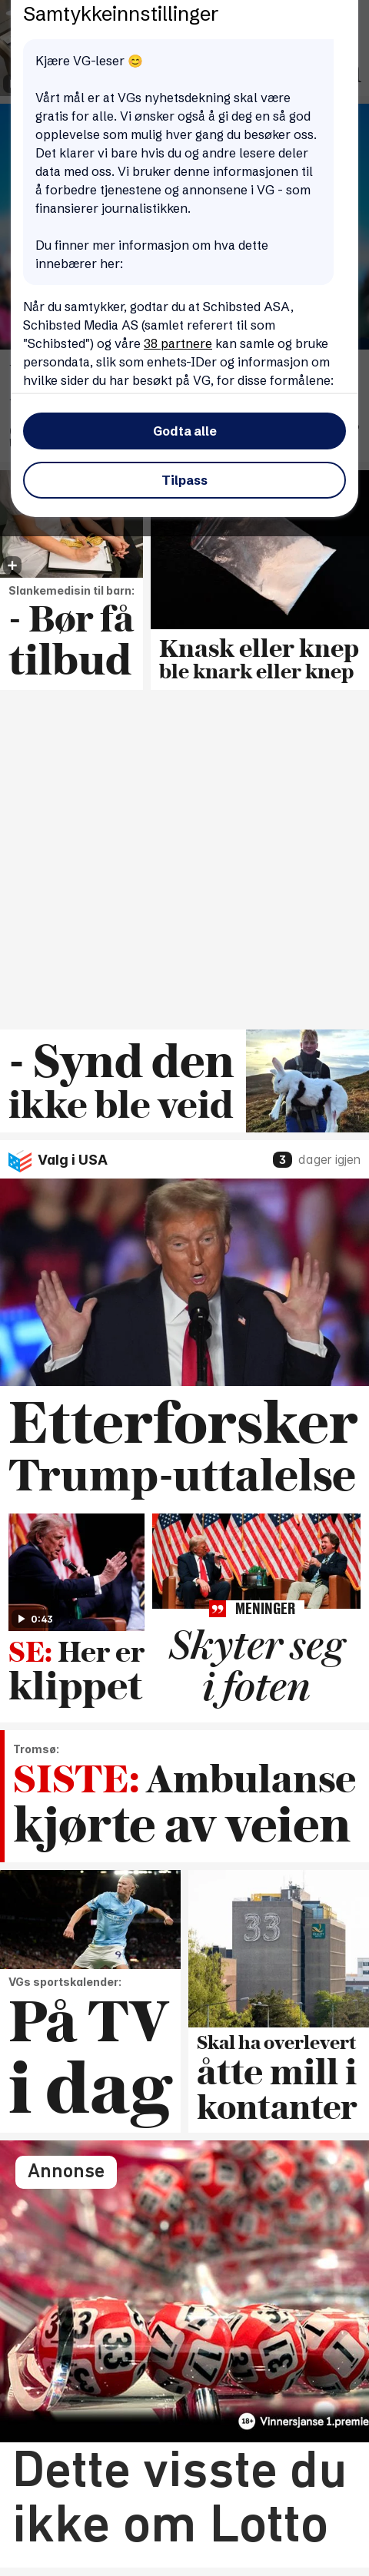 Samtykkeinnstillinger
Kjære VG-leser 😊
Vårt mål er at VGs nyhetsdekning skal være
gratis for alle. Vi ønsker også å gi deg en så god
opplevelse som mulig hver gang du besøker oss.
Det klarer vi bare hvis du og andre lesere deler
data med oss. Vi bruker denne informasjonen til
å forbedre tjenestene og annonsene i VG - som
finansierer journalistikken.
Du finner mer informasjon om hva dette
innebærer her:
Når du samtykker, godtar du at Schibsted ASA,
Schibsted Media AS (samlet referert til som
"Schibsted") og våre 38 partnere kan samle og bruke
persondata, slik som enhets-IDer og informasjon om
hvilke sider du har besøkt på VG, for disse formålene:
Godta alle
Tilpass
Slankemedisin til barn:
- Bør få
tilbud
Knask eller knep
ble knark eller knep
- Synd den
ikke ble veid
Valg i USA
3 dager igjen
Etterforsker
Trump-uttalelse
0:43
SE: Her er
klippet
MENINGER
Skyter seg
i foten
Tromsø:
SISTE: Ambulanse
kjørte av veien
VGs sportskalender:
På TV
i dag
33
Skal ha overlevert
åtte mill i
kontanter
Annonse
33
17
17
31
1
18+ Vinnersjanse 1.premie
Dette visste du
ikke om Lotto